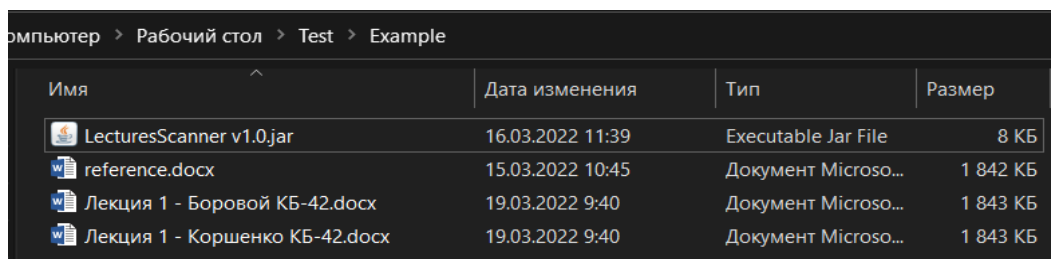 омпьютер > Рабочий стол > Test > Example
Имя Дата изменения Тип Размер
LecturesScanner v1.0.jar 16.03.2022 11:39 Executable Jar File 8 КБ
reference.docx 15.03.2022 10:45 Документ Microso... 1 842 КБ
Лекция 1 - Боровой КБ-42.docx 19.03.2022 9:40 Документ Microso... 1 843 КБ
Лекция 1 - Коршенко КБ-42.docx 19.03.2022 9:40 Документ Microso... 1 843 КБ